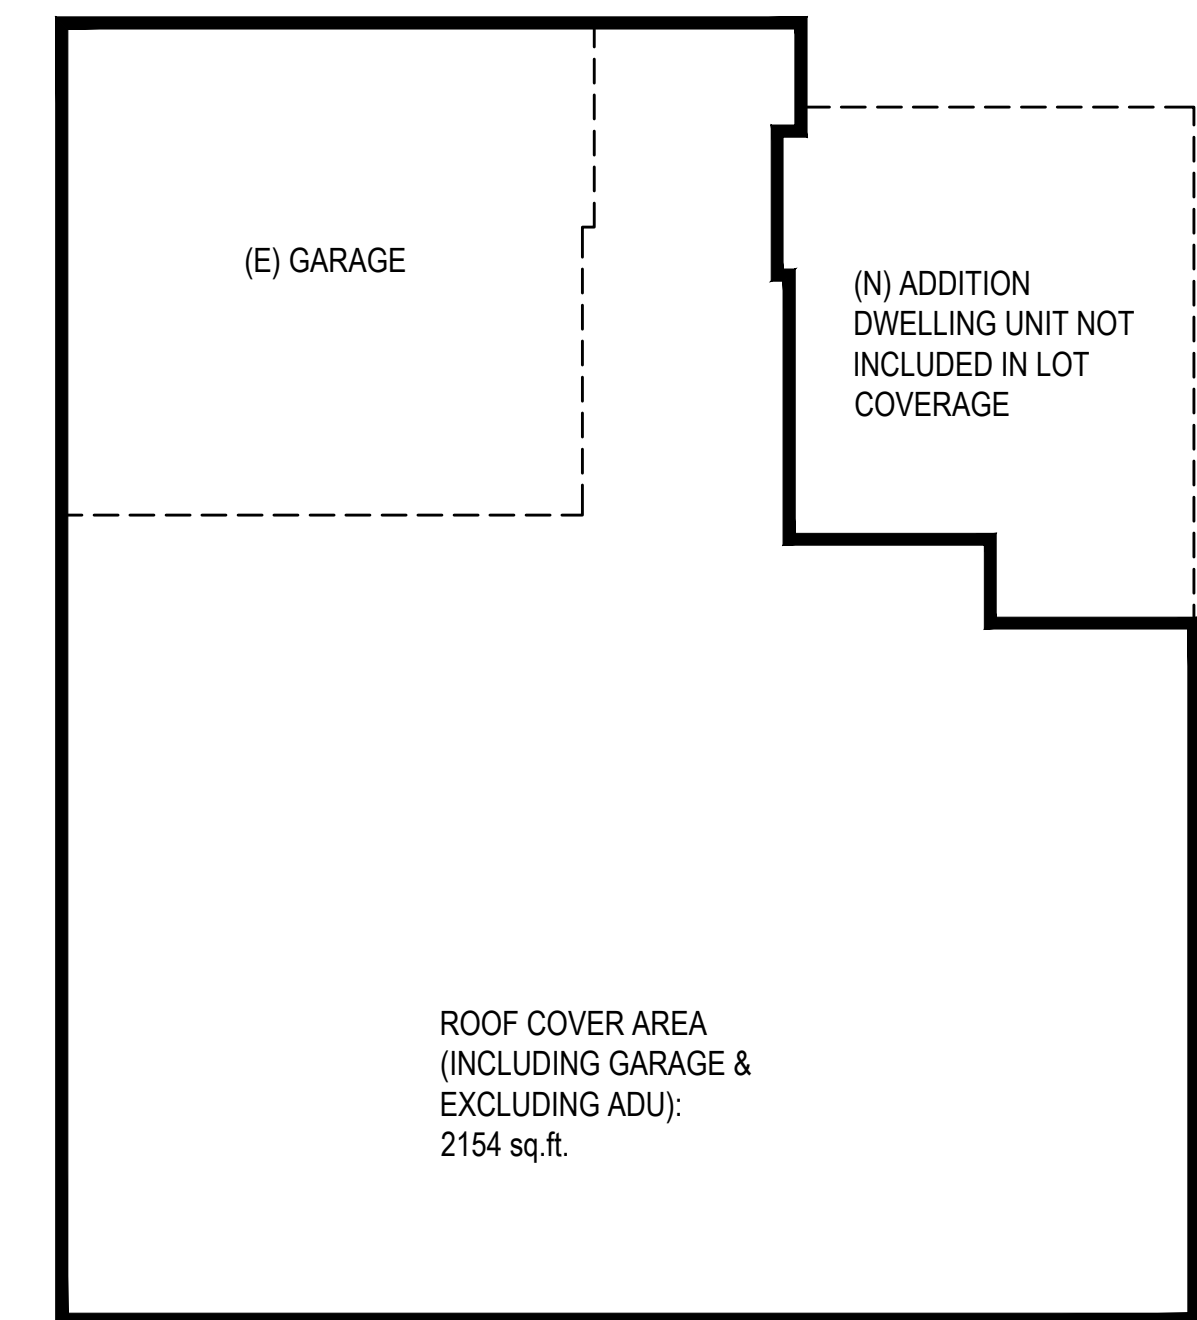 (E) GARAGE
(N) ADDITION
DWELLING UNIT NOT
INCLUDED IN LOT
COVERAGE
ROOF COVER AREA
(INCLUDING GARAGE &
EXCLUDING ADU):
2154 sq.ft.